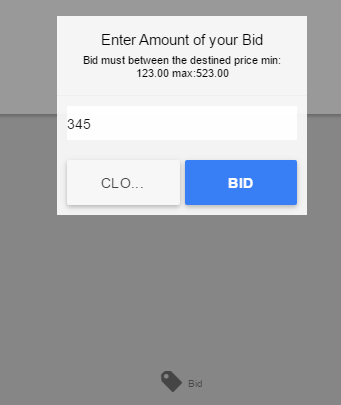 Enter Amount of your Bid
Bid must between the destined price min:
123.00 max:523.00
345
CLO... BID
Bid